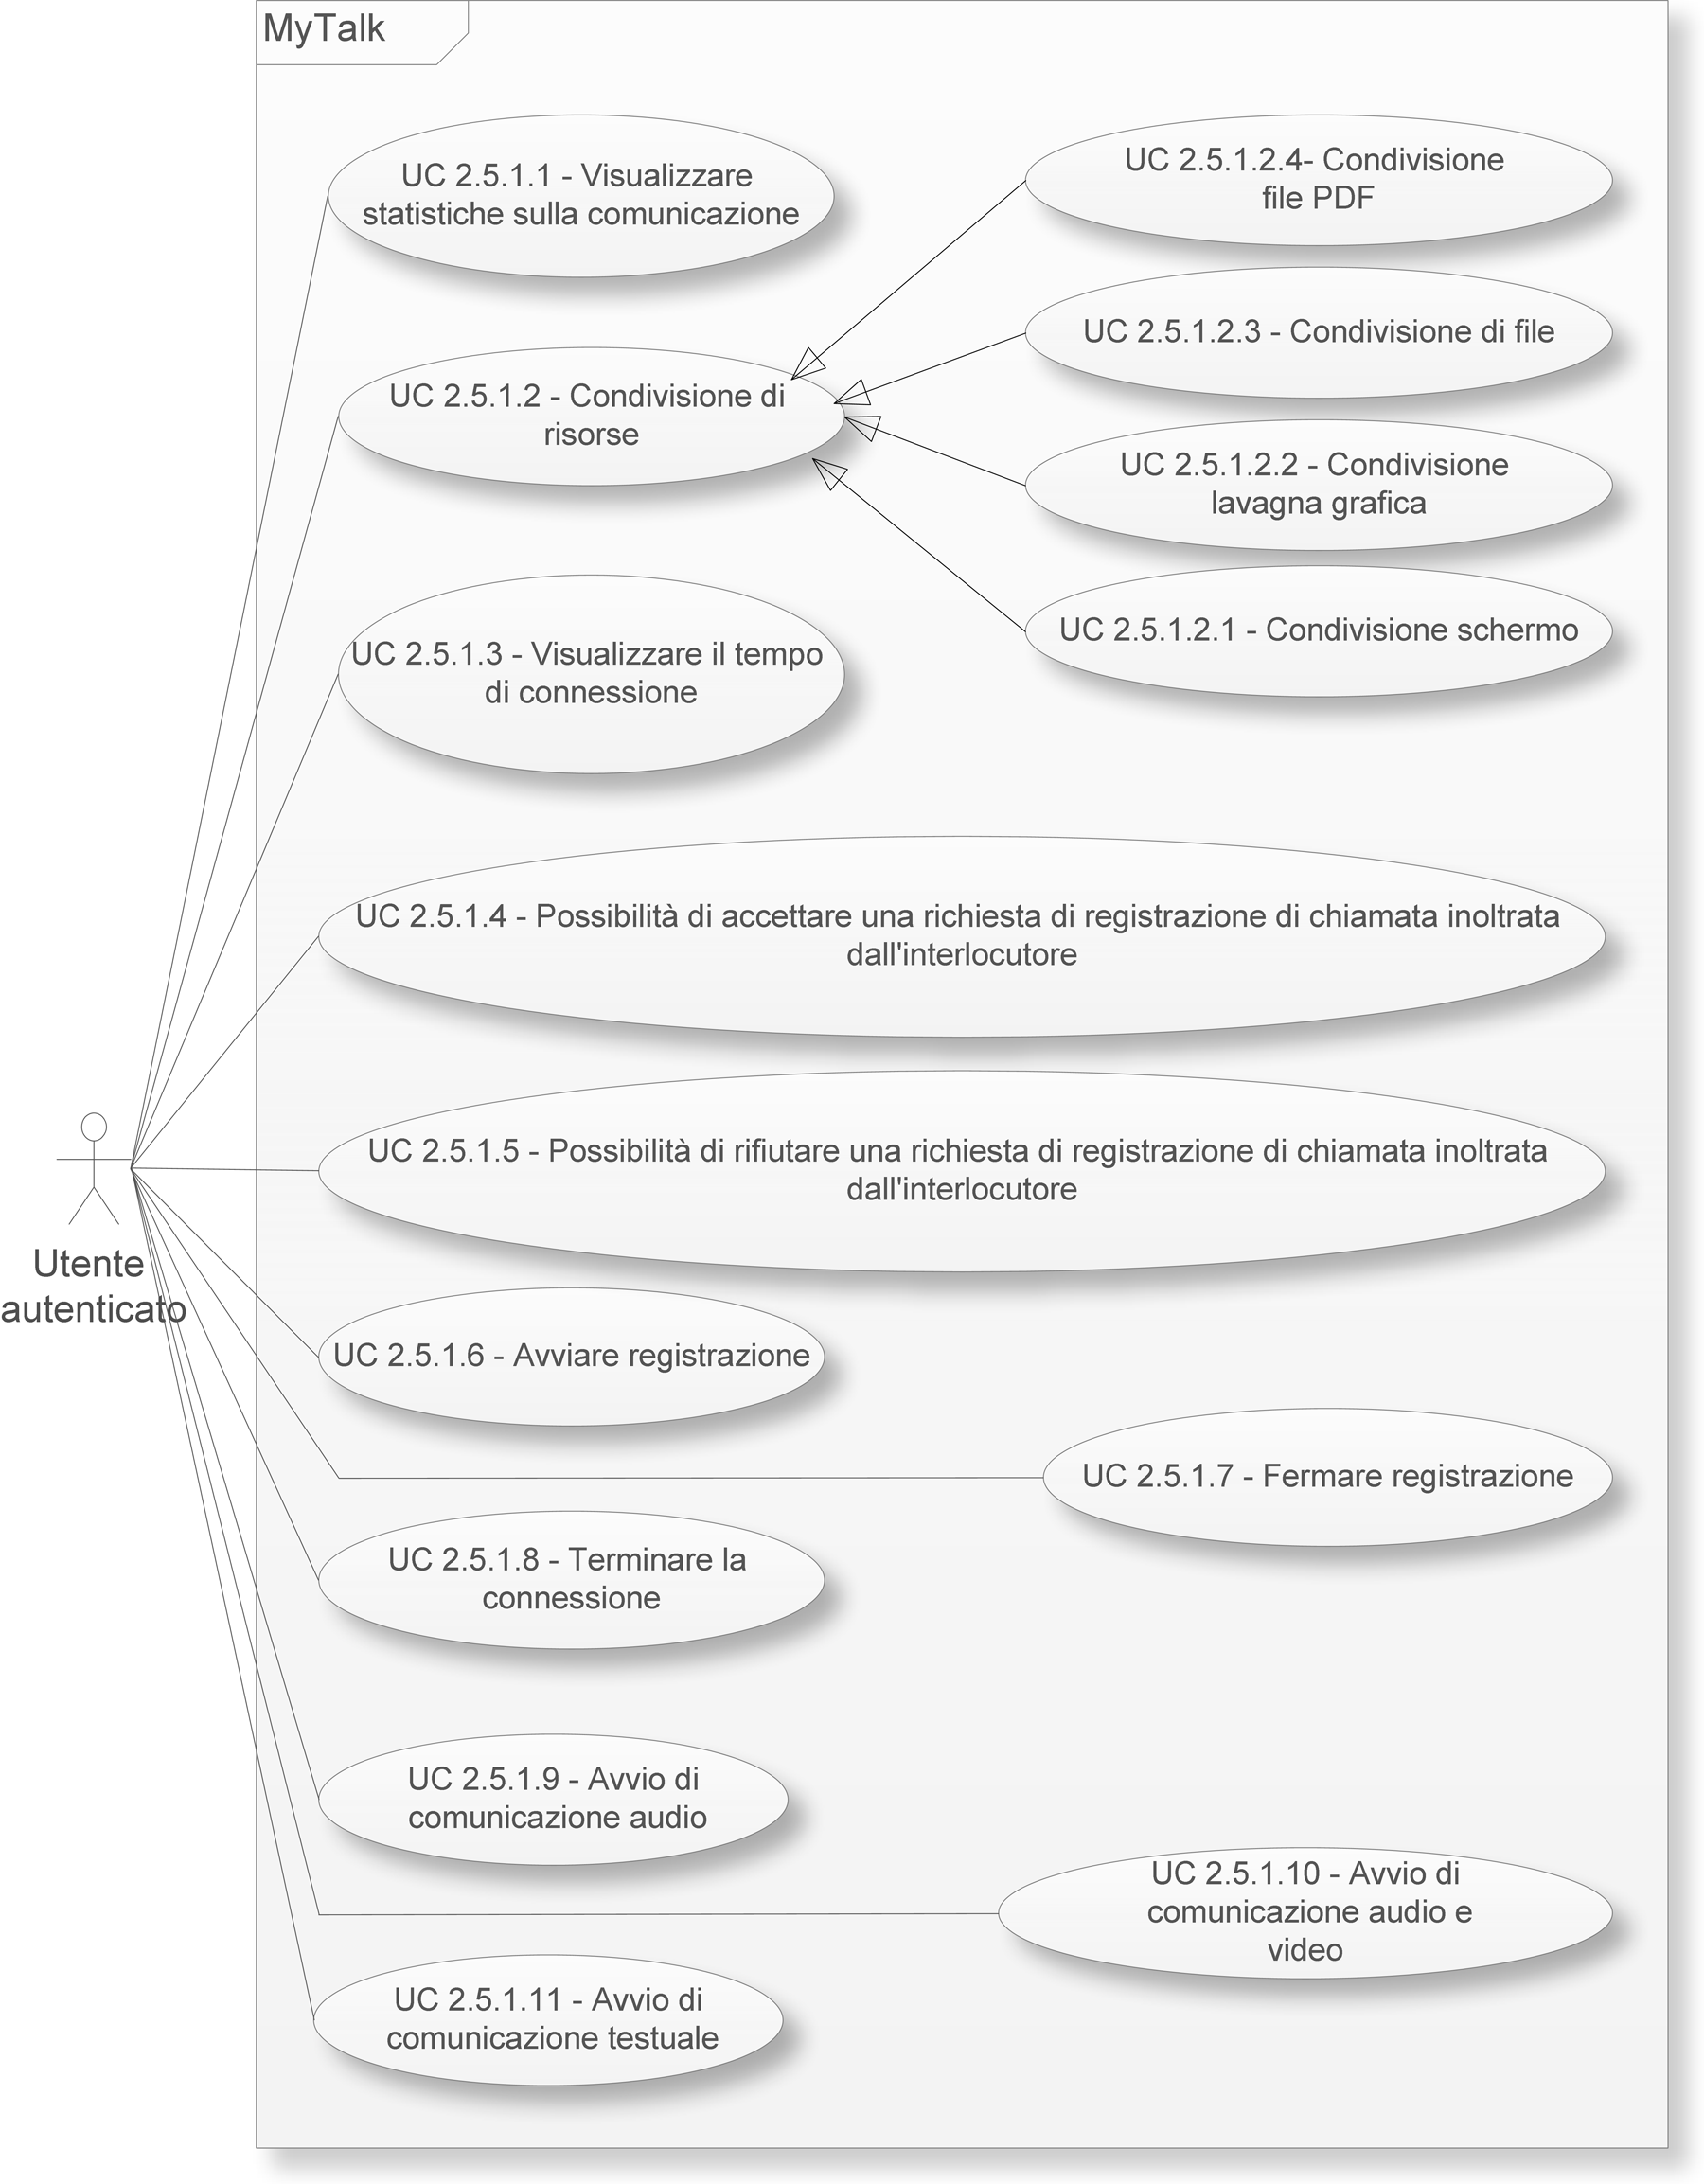 MyTalk
UC 2.5.1.1 - Visualizzare
statistiche sulla comunicazione
UC 2.5.1.2.4- Condivisione
file PDF
UC 2.5.1.2.3 - Condivisione di file
UC 2.5.1.2 - Condivisione di
risorse
UC 2.5.1.2.2 - Condivisione
lavagna grafica
UC 2.5.1.2.1 - Condivisione schermo
UC 2.5.1.3 - Visualizzare il tempo
di connessione
UC 2.5.1.4 - Possibilità di accettare una richiesta di registrazione di chiamata inoltrata
dall'interlocutore
UC 2.5.1.5 - Possibilità di rifiutare una richiesta di registrazione di chiamata inoltrata
dall'interlocutore
Utente
autenticato
UC 2.5.1.6 - Avviare registrazione
UC 2.5.1.7 - Fermare registrazione
UC 2.5.1.8 - Terminare la
connessione
UC 2.5.1.9 - Avvio di
comunicazione audio
UC 2.5.1.10 - Avvio di
comunicazione audio e
video
UC 2.5.1.11 - Avvio di
comunicazione testuale